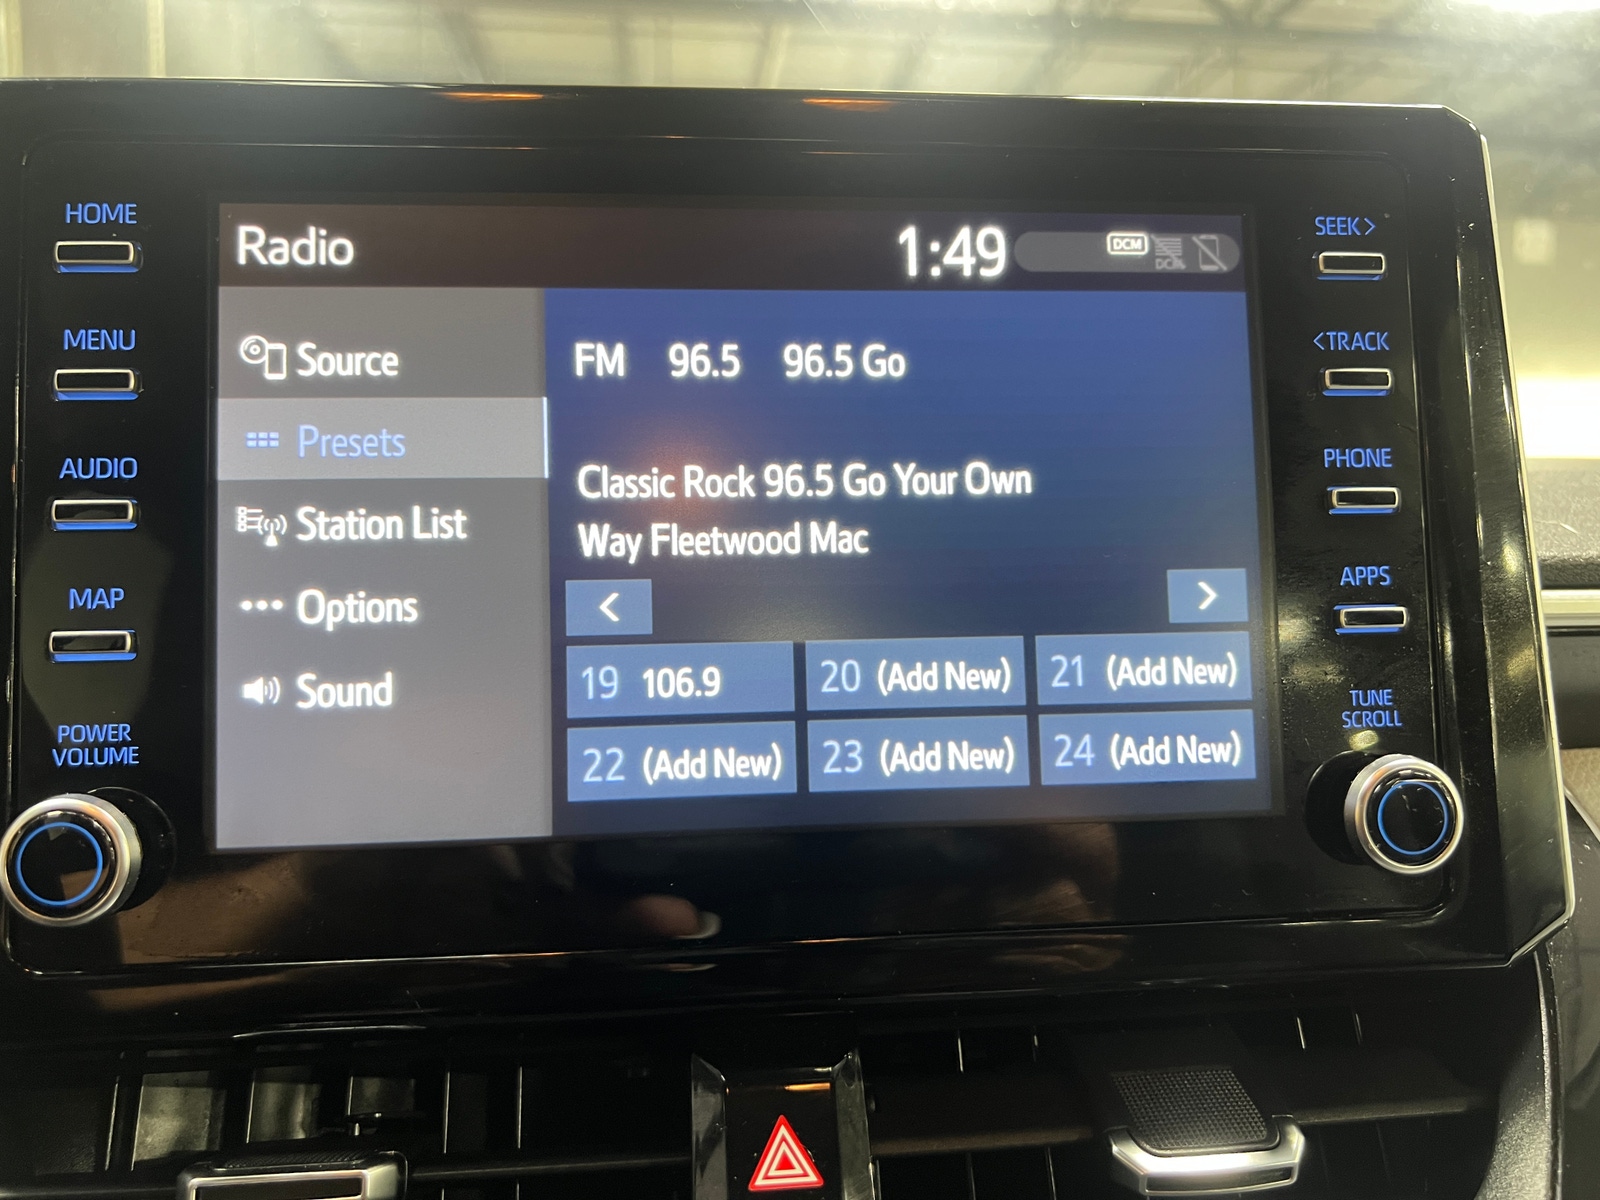 HOME
MENU
AUDIO
MAP
POWER
VOLUME
Radio
1:49
DCM
DCM
Source
Presets
Station List
Options
Sound
FM 96.5 96.5 Go
Classic Rock 96.5 Go Your Own
Way Fleetwood Mac
<
>
19 106.9
20 (Add New)
21 (Add New)
22 (Add New)
23 (Add New)
24 (Add New)
SEEK>
<TRACK
PHONE
APPS
TUNE
SCROLL